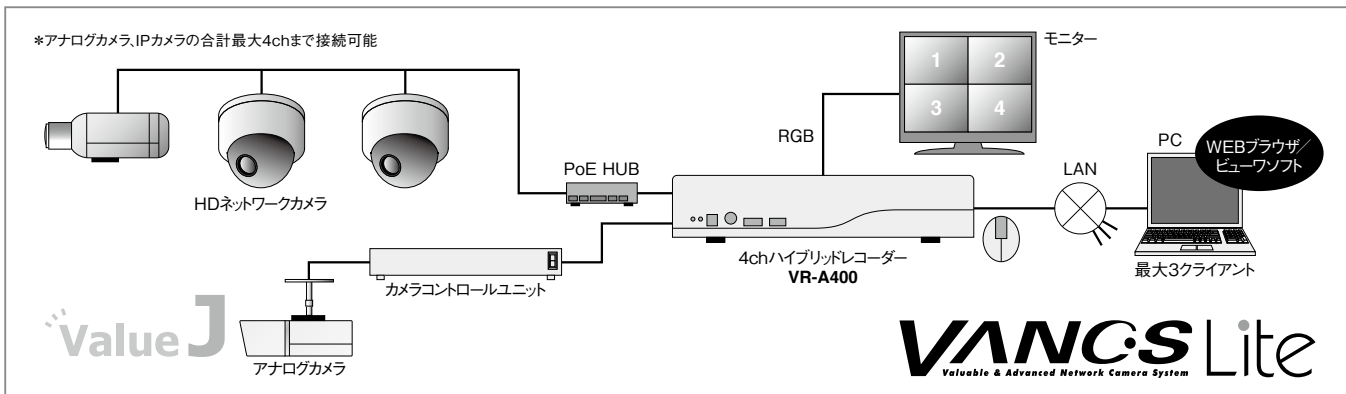 *アナログカメラ、IPカメラの合計最大4chまで接続可能
モニター
1
2
3
4
RGB
PC
WEBブラウザ/
ビューワソフト
PoE HUB
LAN
HDネットワークカメラ
4chハイブリッドレコーダー
VR-A400
最大3クライアント
カメラコントロールユニット
アナログカメラ
Value J
VANCS Lite
Valuable & Advanced Network Camera System